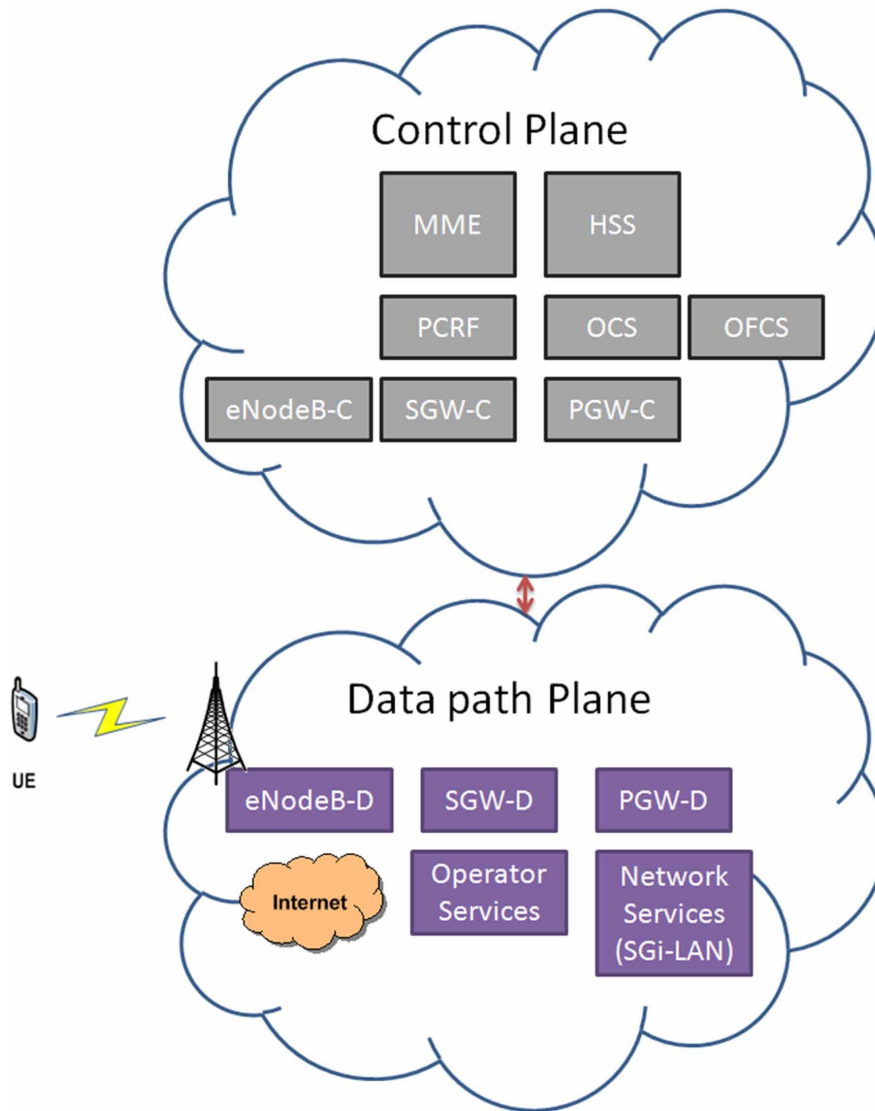 Control Plane
MME
HSS
PCRF
OCS
OFCS
eNodeB-C
SGW-C
PGW-C
Data path Plane
UE
eNodeB-D
SGW-D
PGW-D
Internet
Operator
Services
Network
Services
(SGi-LAN)